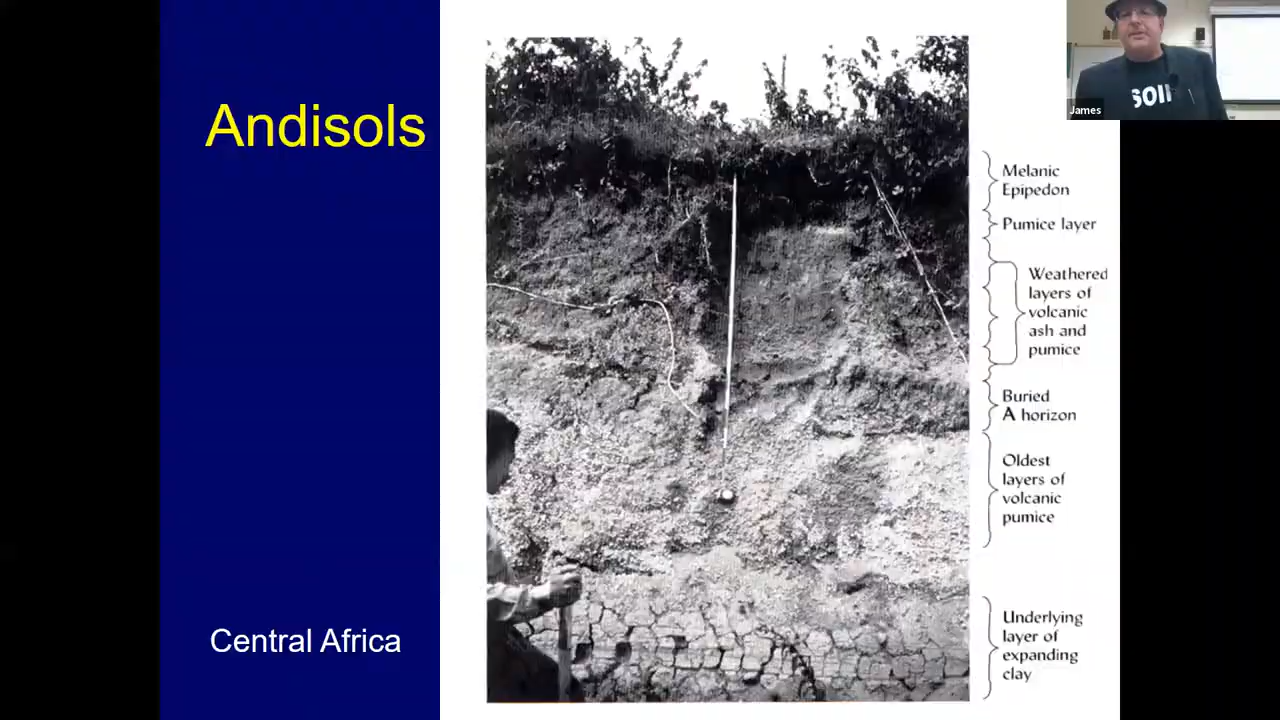 Andisols
Central Africa
Melanic
Epipedon
Pumice layer
Weathered
layers of
volcanic
ash and
pumice
Buried
A horizon
Oldest
layers of
volcanic
pumice
Underlying
layer of
expanding
clay
SOIL
James